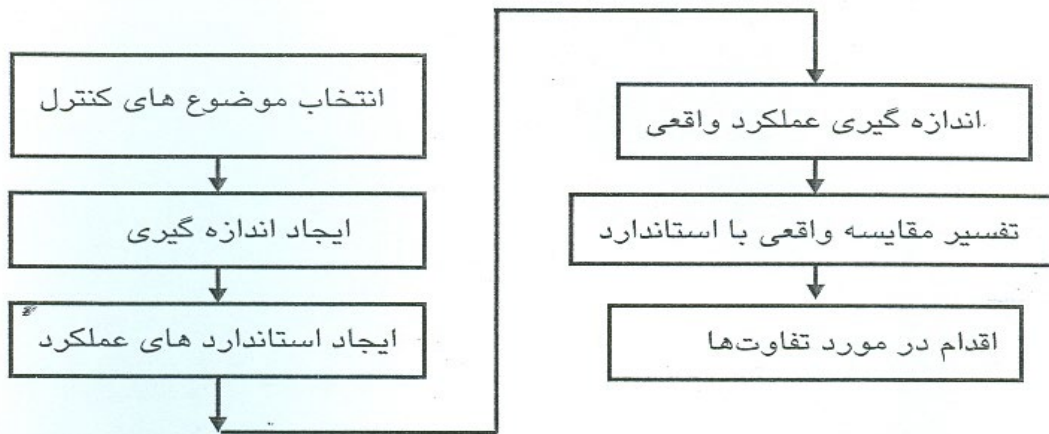 انتخاب موضوع های کنترل
ایجاد اندازه گیری
ایجاد استاندارد های عملکرد
اندازه گیری عملکرد واقعی
تفسیر مقایسه واقعی با استاندارد
اقدام در مورد تفاوت‌ها